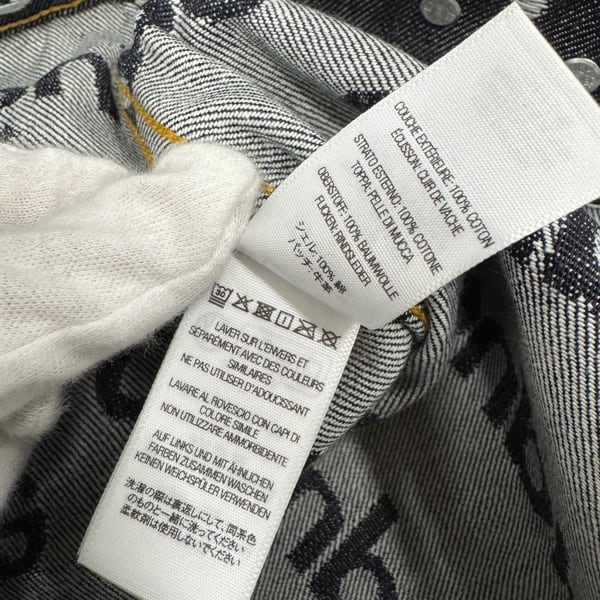 COUCHE EXTÉRIEURE: 100% COTON
ÉCUSSON: CUIR DE VACHE
STRATO ESTERNO: 100% COTONE
TOPPA: PELLE DI MUCCA
OBERSTOFF: 100% BAUMWOLLE
FLICKEN: RINDSLEDER
シェル: 100% 綿
パッチ: 牛革
LAVER SUR L'ENVERS ET
SÉPARÉMENT AVEC DES COULEURS
SIMILAIRES
NE PAS UTILISER D'ADOUCISSANT
LAVARE AL ROVESCIO CON CAPI DI
COLORE SIMILE
NON UTILIZZARE AMMORBIDENTE
AUF LINKS UND MIT ÄHNLICHEN
FARBEN ZUSAMMEN WASCHEN
KEINEN WEICHSPÜLER VERWENDEN
洗濯の際は裏返しにして、同系色
のものと一緒に洗ってください
柔軟剤は使用しないでください